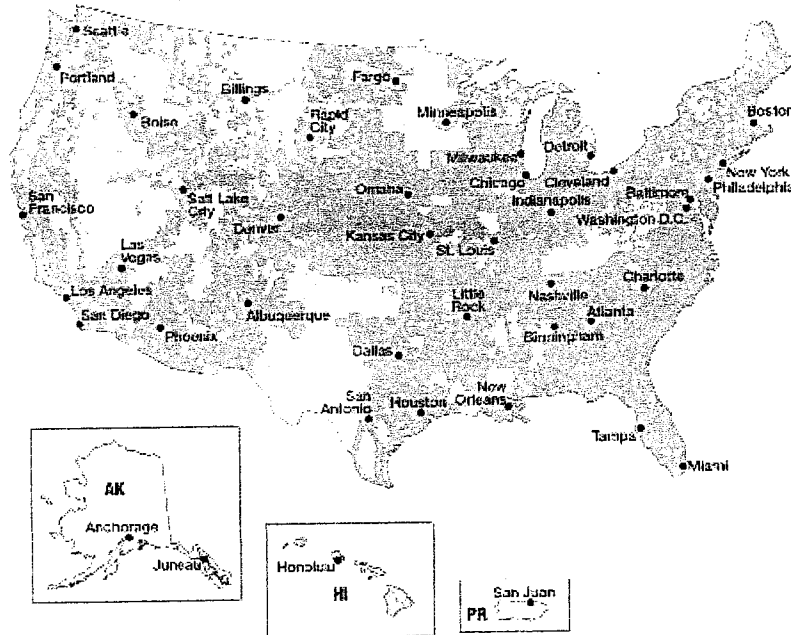 Seattle
Portland
Fargo
Billings
Minneapolis
Boston
Boise
Rapid
City
Milwaukee
Detroit
New York
Chicago
Cleveland
Philadelphia
San
Francisco
Salt Lake
City
Omaha
Indianapolis
Baltimore
Washington D.C.
Denver
Kansas City
St. Louis
Las
Vegas
Charlotte
Los Angeles
Little
Rock
Nashville
San Diego
Albuquerque
Atlanta
Phoenix
Birmingham
Dallas
San
Antonio
Houston
New
Orleans
Tampa
Miami
AK
Anchorage
Juneau
Honolulu
HI
San Juan
PR